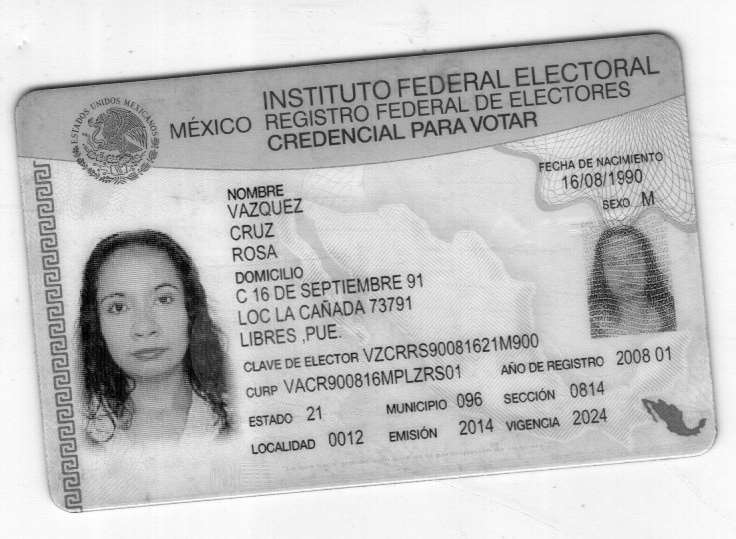 ESTADOS UNIDOS MEXICANOS
MÉXICO
INSTITUTO FEDERAL ELECTORAL
REGISTRO FEDERAL DE ELECTORES
CREDENCIAL PARA VOTAR
FECHA DE NACIMIENTO
16/08/1990
SEXO M
NOMBRE
VAZQUEZ
CRUZ
ROSA
DOMICILIO
C 16 DE SEPTIEMBRE 91
LOC LA CAÑADA 73791
LIBRES ,PUE.
CLAVE DE ELECTOR VZCRRS90081621M900
CURP VACR900816MPLZRS01 AÑO DE REGISTRO 2008 01
ESTADO 21 MUNICIPIO 096 SECCIÓN 0814
LOCALIDAD 0012 EMISIÓN 2014 VIGENCIA 2024